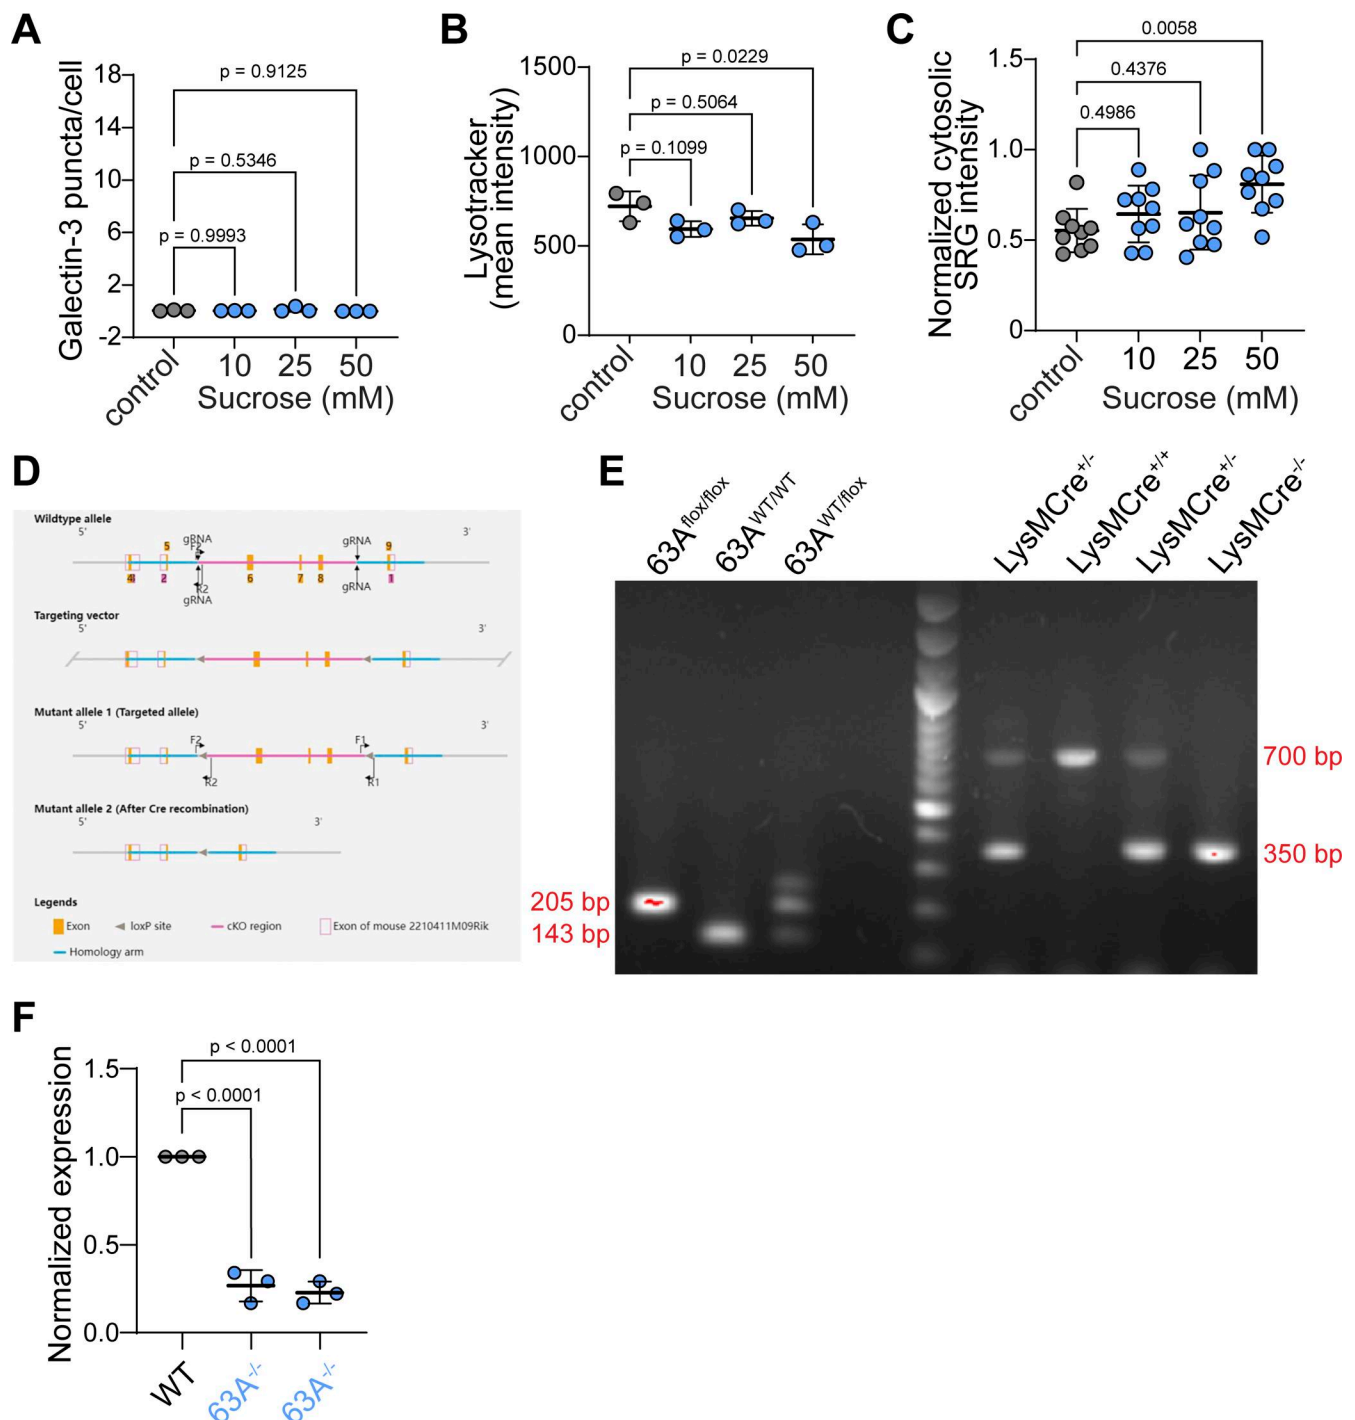 A
Galectin-3 puncta/cell
18
14
10
6
2
-2
p = 0.9125
p = 0.5346
p = 0.9993
control
10
25
50
Sucrose (mM)
B
Lysotracker
(mean intensity)
1500
1000
500
0
p = 0.0229
p = 0.5064
p = 0.1099
control
10
25
50
Sucrose (mM)
C
Normalized cytosolic
SRG intensity
1.5
1.0
0.5
0
0.0058
0.4376
0.4986
control
10
25
50
Sucrose (mM)
D
Wildtype allele
5'
3'
gRNA
F2
gRNA
5
9
2
R2
gRNA
6
7
8
gRNA
1
Targeting vector
5'
3'
Mutant allele 1 (Targeted allele)
5'
3'
F2
F1
R2
R1
Mutant allele 2 (After Cre recombination)
5'
3'
Legends
Exon
loxP site
cKO region
Exon of mouse 2210411M09Rik
Homology arm
E
63A^flox/flox
63A^WT/WT
63A^WT/flox
LysMCre^+/-
LysMCre^+/+
LysMCre^+/-
LysMCre^-/-
700 bp
350 bp
205 bp
143 bp
F
Normalized expression
1.5
1.0
0.5
0.0
p < 0.0001
p < 0.0001
WT
63A^-/-
63A^-/-